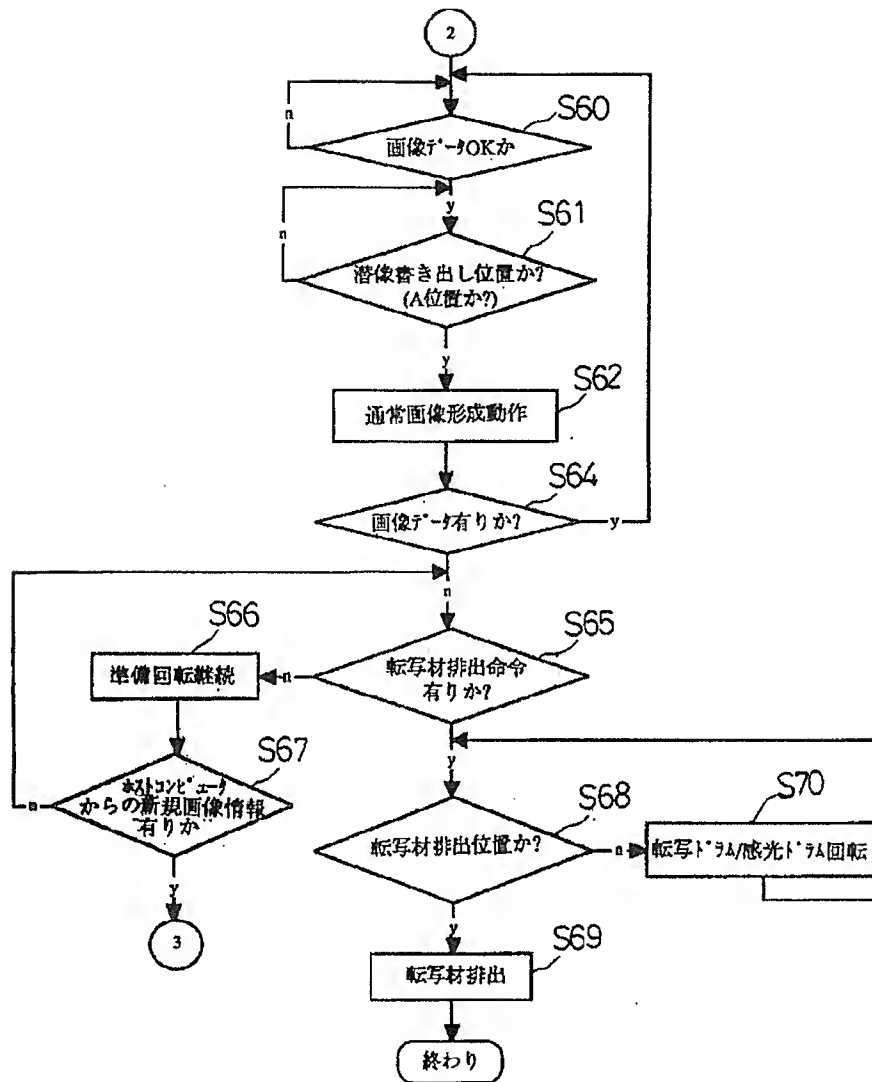 2
S60
n
画像データOKか
y
S61
n
潜像書き出し位置か?
(A位置か?)
y
S62
通常画像形成動作
S64
画像データ有りか?
y
n
S66
S65
準備回転継続
n
転写材排出命令
有りか?
S67
y
ホストコンピュータ
n
からの新規画像情報
有りか
S68
S70
転写材排出位置か?
n
転写ドラム/感光ドラム回転
y
3
y
S69
転写材排出
終わり